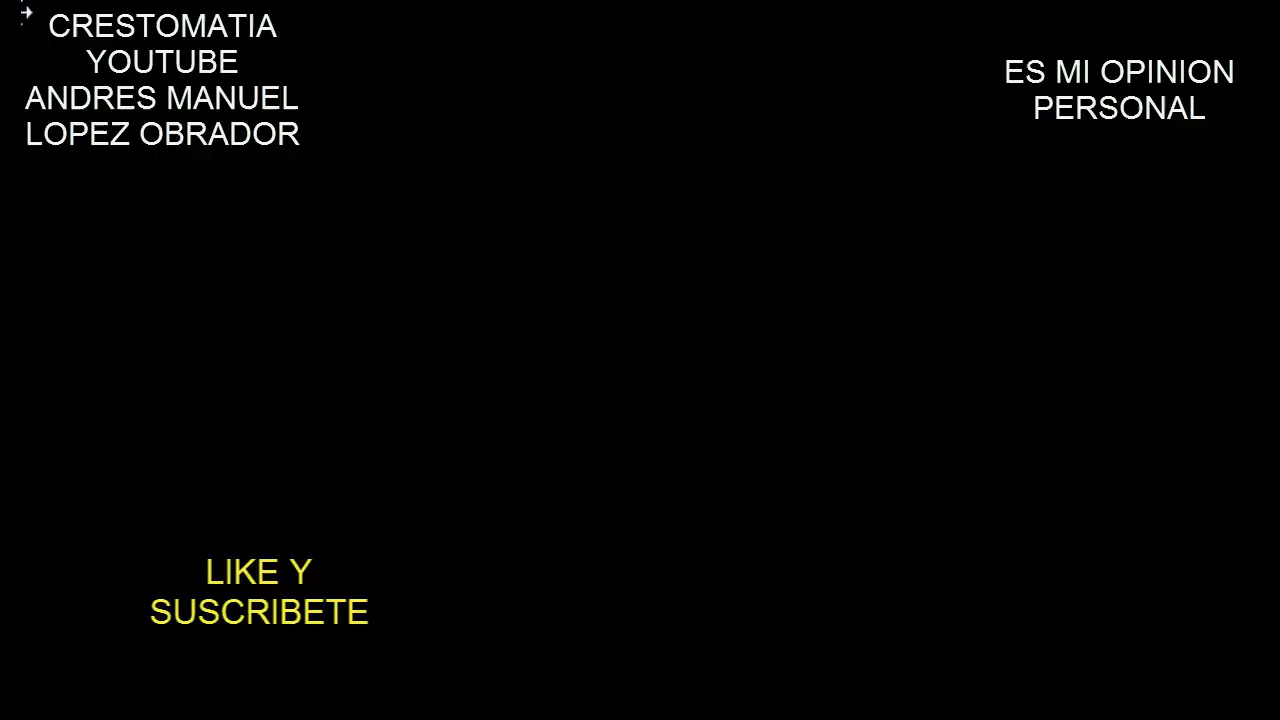 CRESTOMATIA
YOUTUBE
ANDRES MANUEL
LOPEZ OBRADOR
ES MI OPINION
PERSONAL
LIKE Y
SUSCRIBETE